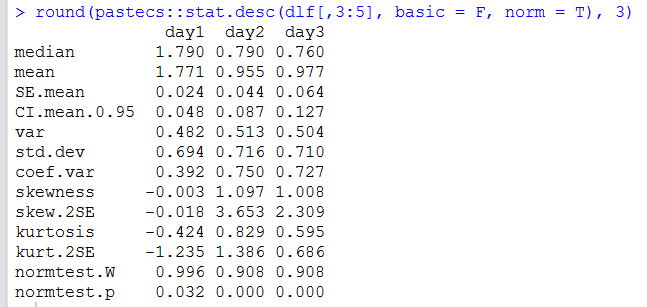 > round(pastecs::stat.desc(dlf[,3:5], basic = F, norm = T), 3)
day1 day2 day3
median 1.790 0.790 0.760
mean 1.771 0.955 0.977
SE.mean 0.024 0.044 0.064
CI.mean.0.95 0.048 0.087 0.127
var 0.482 0.513 0.504
std.dev 0.694 0.716 0.710
coef.var 0.392 0.750 0.727
skewness -0.003 1.097 1.008
skew.2SE -0.018 3.653 2.309
kurtosis -0.424 0.829 0.595
kurt.2SE -1.235 1.386 0.686
normtest.W 0.996 0.908 0.908
normtest.p 0.032 0.000 0.000